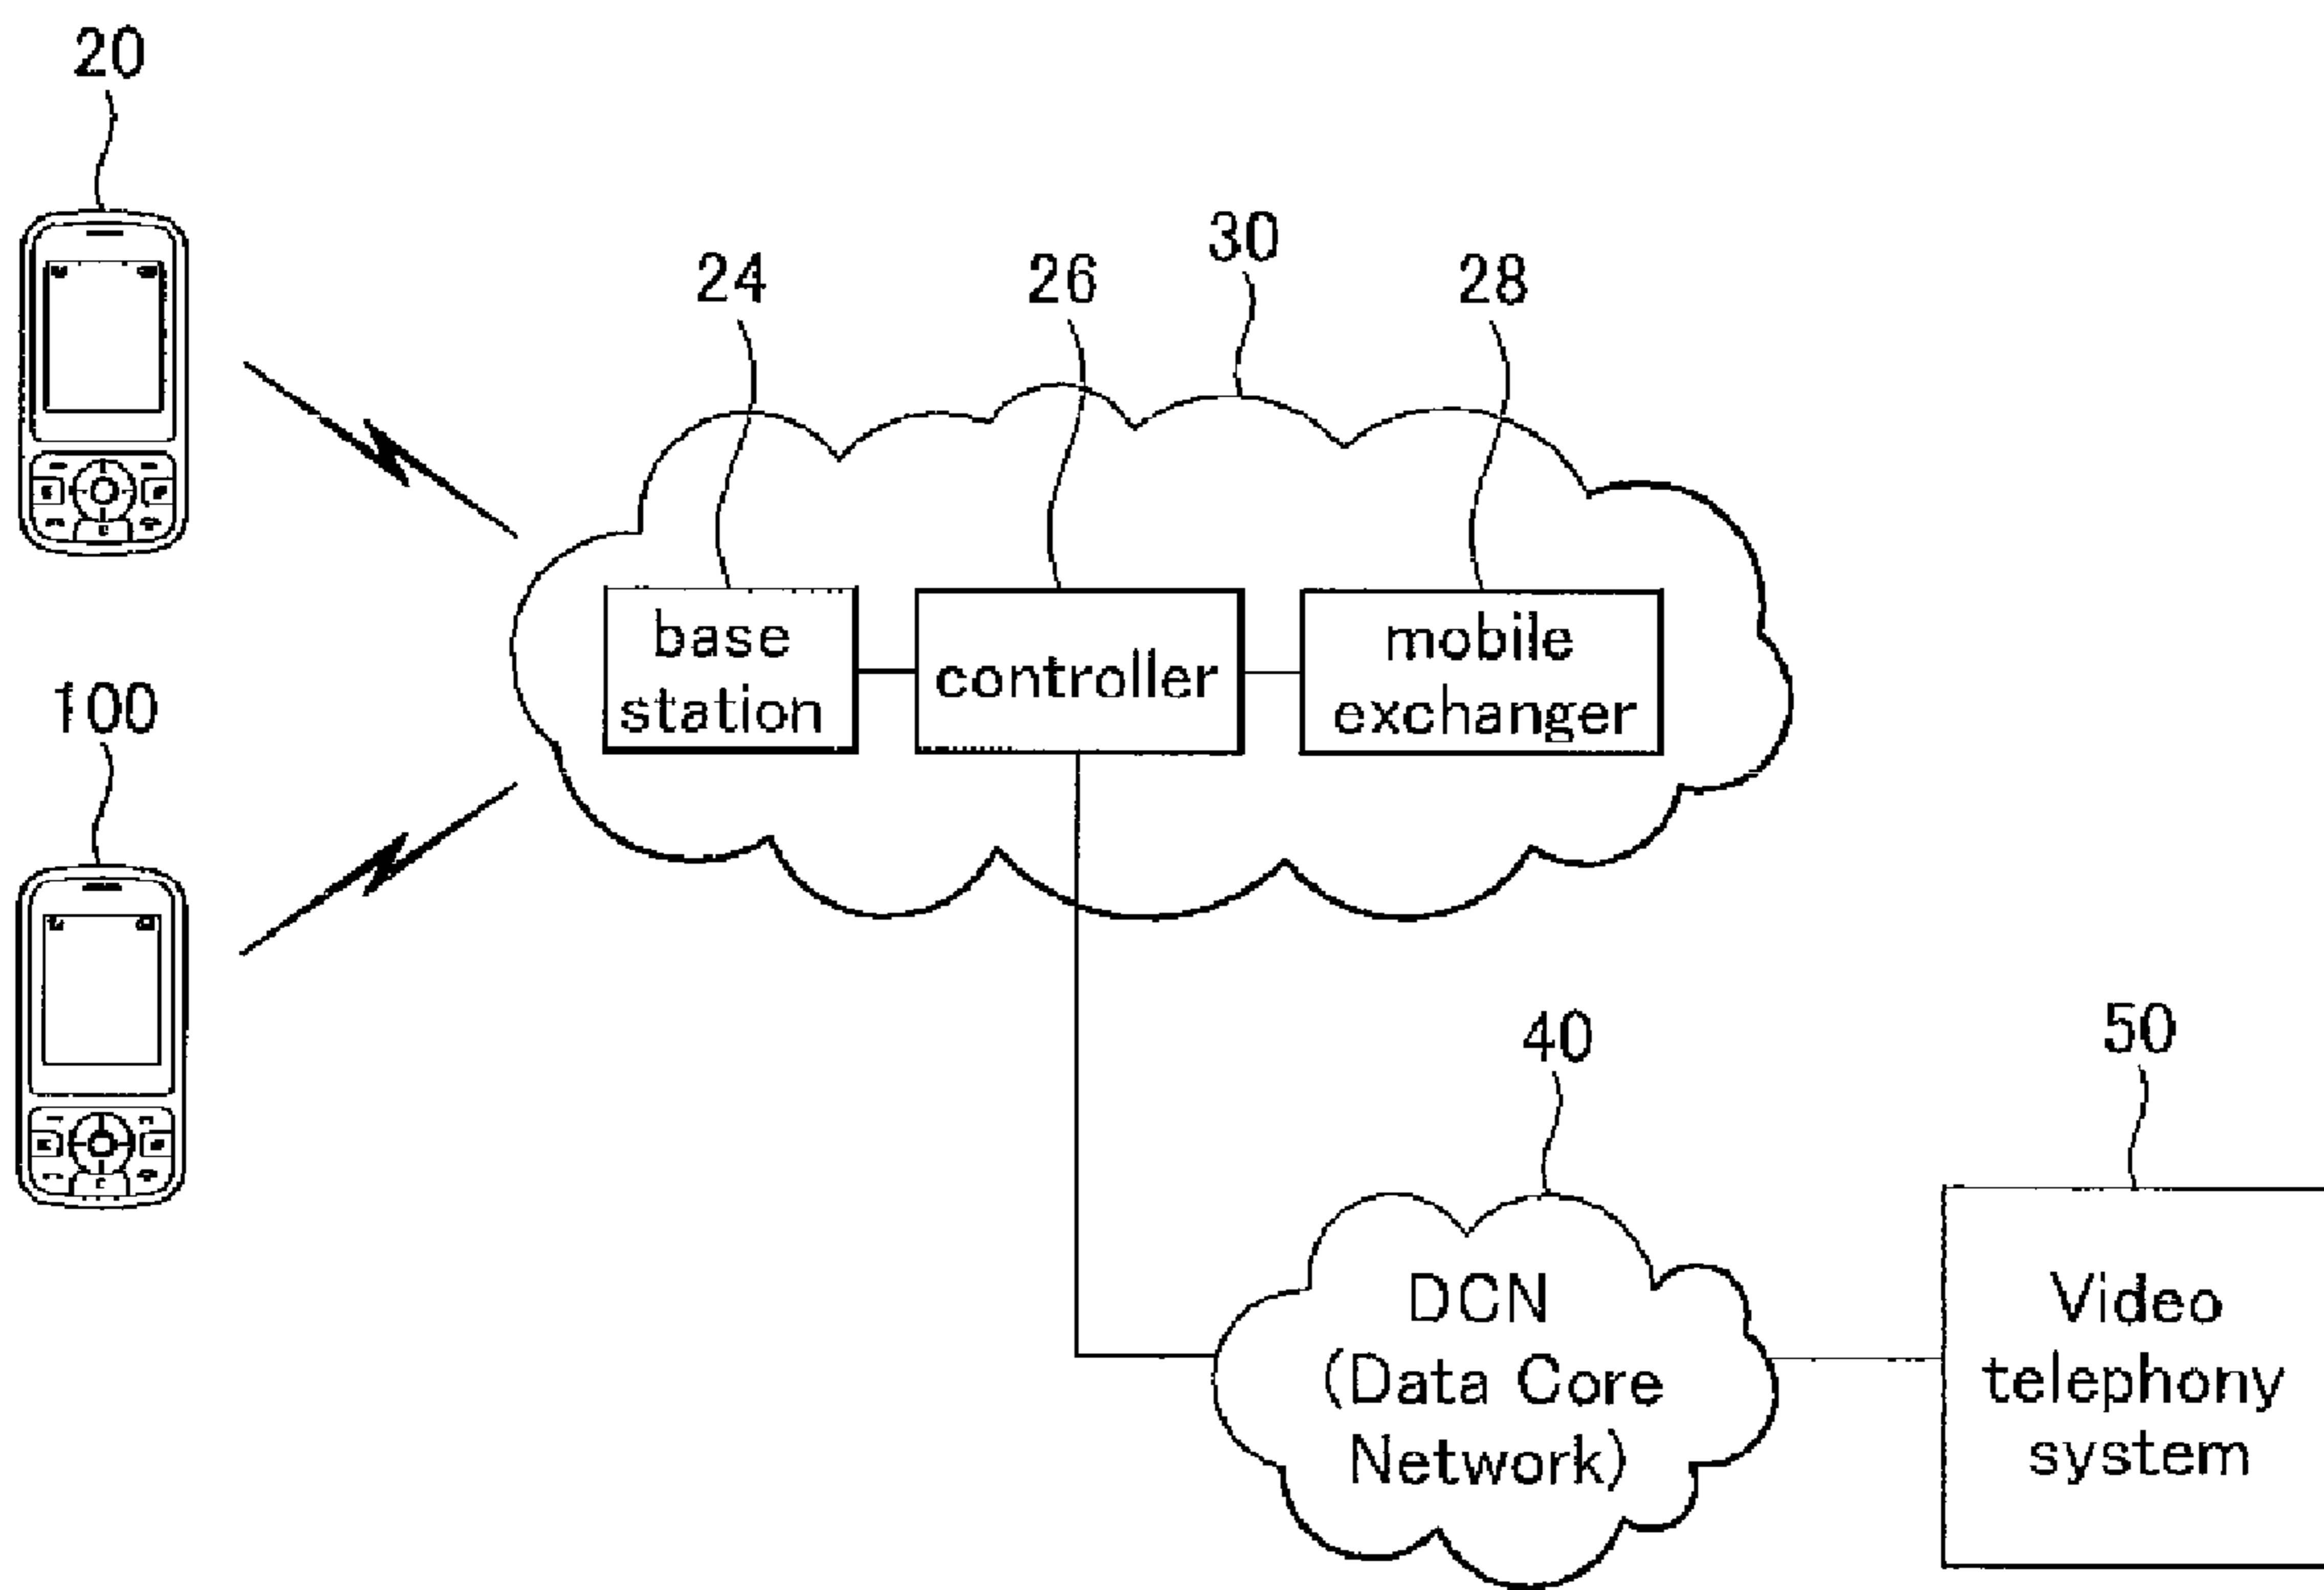 20
30
24
26
28
base
station
controller
mobile
exchanger
100
40
50
DCN
(Data Core
Network)
Video
telephony
system